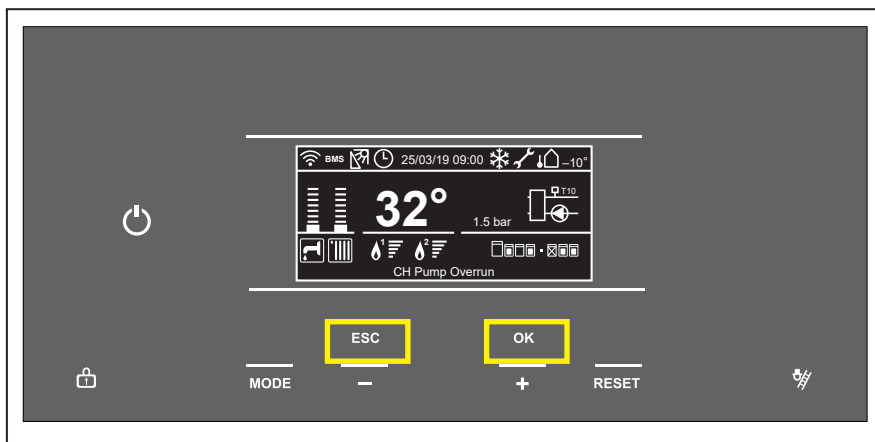 BMS 25/03/19 09:00 –10°
T10
32°
1.5 bar
1 2
CH Pump Overrun
ESC OK
MODE – + RESET